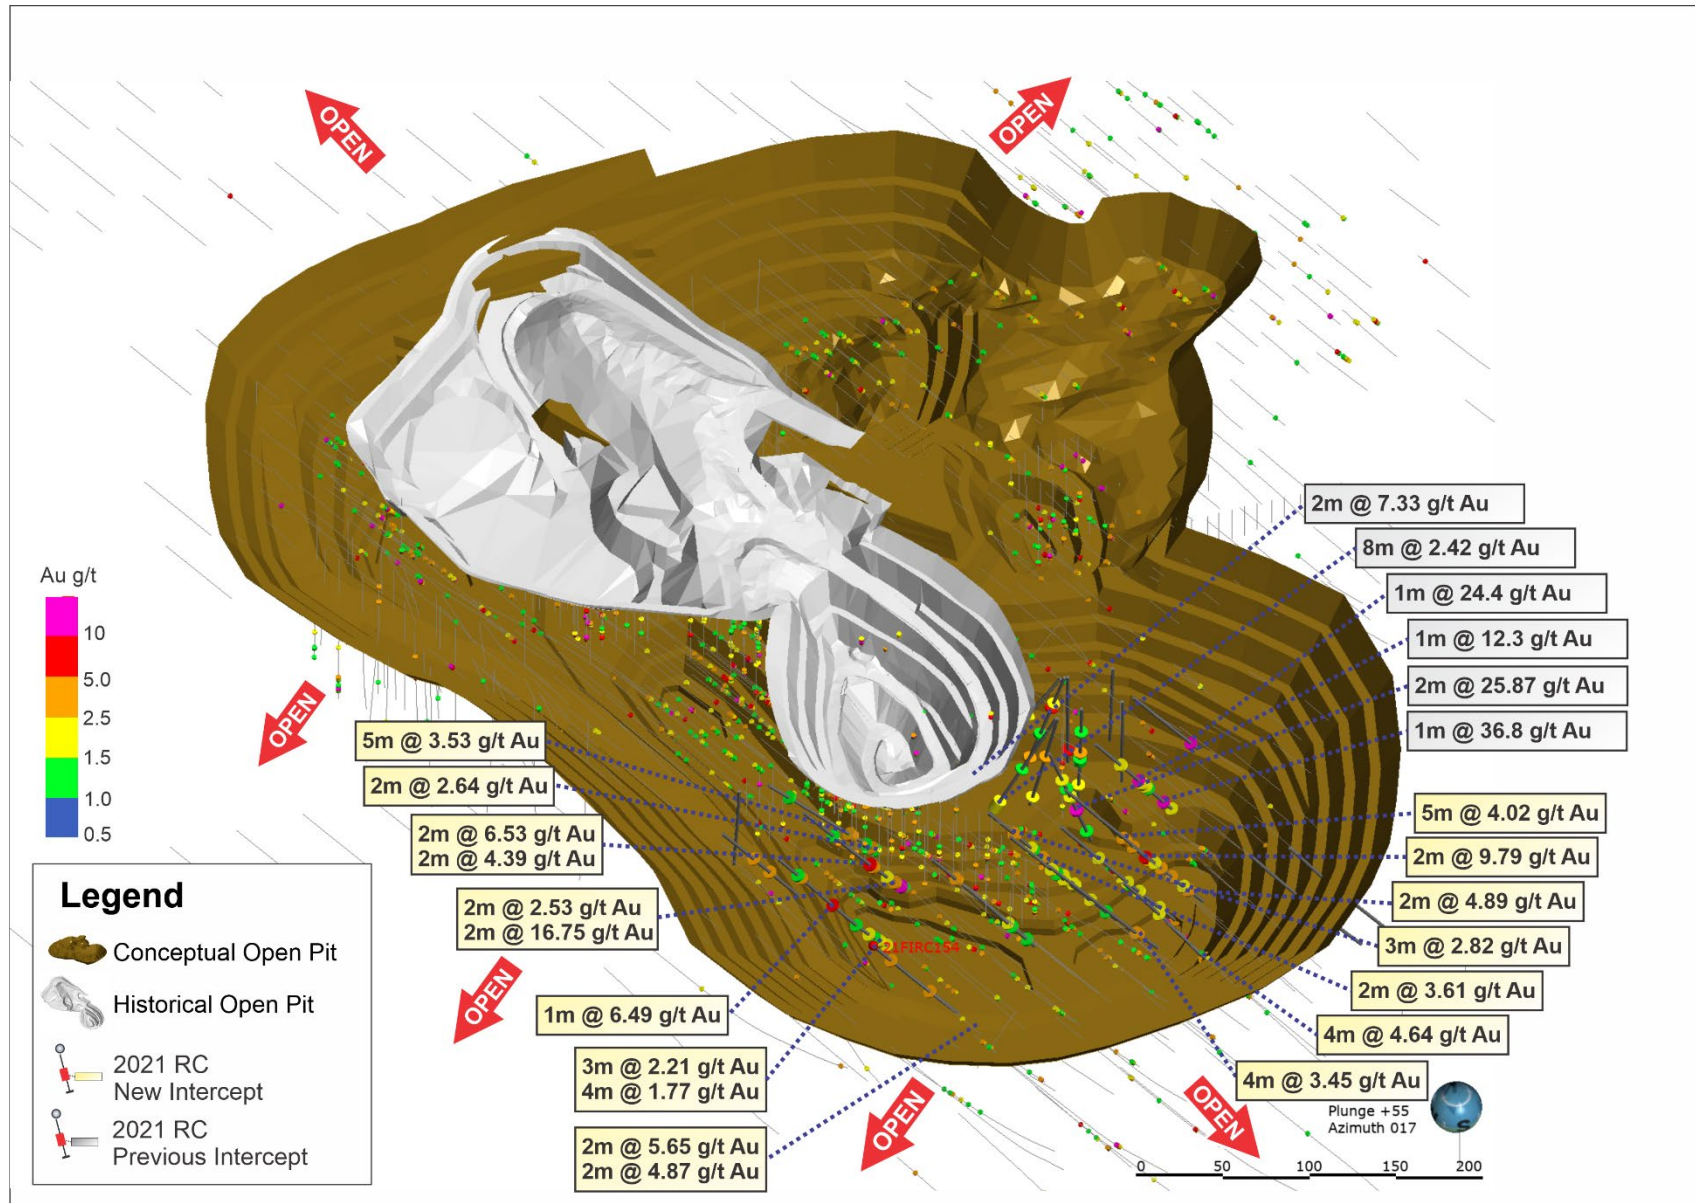 OPEN
OPEN
2m @ 7.33 g/t Au
8m @ 2.42 g/t Au
1m @ 24.4 g/t Au
1m @ 12.3 g/t Au
2m @ 25.87 g/t Au
1m @ 36.8 g/t Au
Au g/t
10
5.0
2.5
1.5
1.0
0.5
OPEN
5m @ 3.53 g/t Au
2m @ 2.64 g/t Au
2m @ 6.53 g/t Au
2m @ 4.39 g/t Au
2m @ 2.53 g/t Au
2m @ 16.75 g/t Au
21FIRC154
5m @ 4.02 g/t Au
2m @ 9.79 g/t Au
2m @ 4.89 g/t Au
3m @ 2.82 g/t Au
2m @ 3.61 g/t Au
4m @ 4.64 g/t Au
4m @ 3.45 g/t Au
OPEN
1m @ 6.49 g/t Au
3m @ 2.21 g/t Au
4m @ 1.77 g/t Au
2m @ 5.65 g/t Au
2m @ 4.87 g/t Au
OPEN
OPEN
Legend
Conceptual Open Pit
Historical Open Pit
2021 RC
New Intercept
2021 RC
Previous Intercept
Plunge +55
Azimuth 017
S
0 50 100 150 200